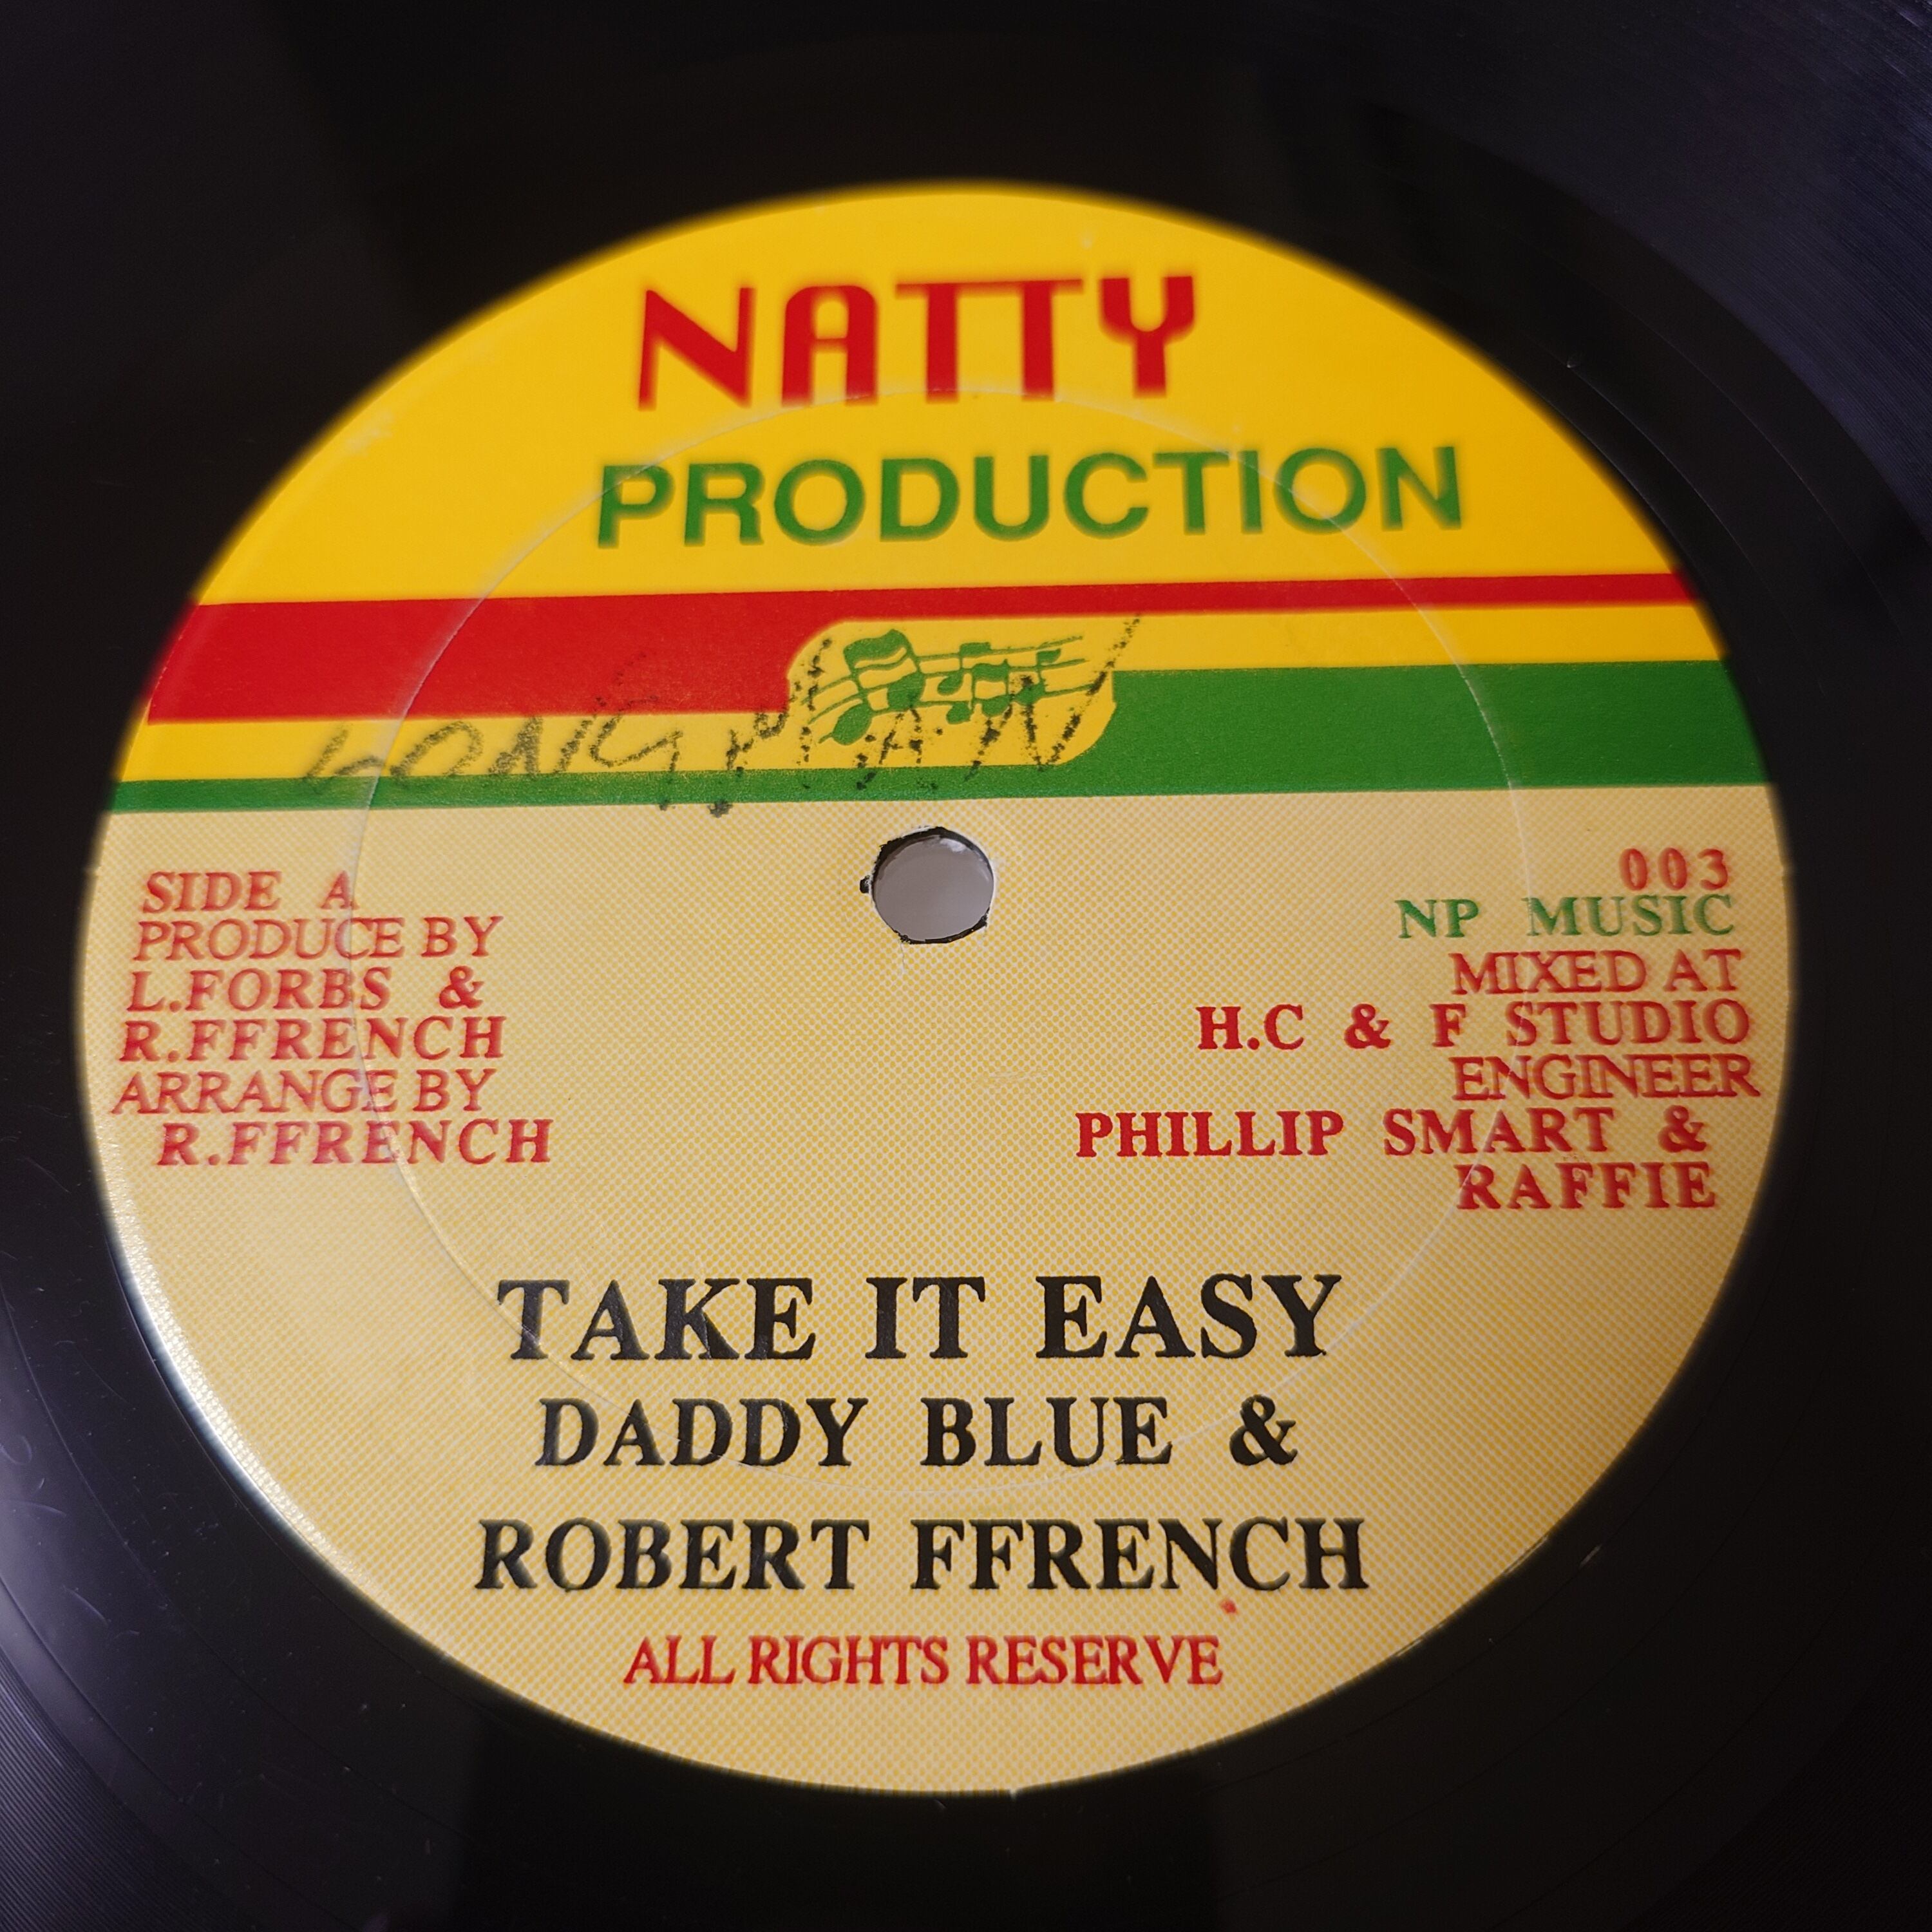 NATTY
PRODUCTION
LONGMAN
SIDE A
PRODUCE BY
L.FORBS &
R.FFRENCH
ARRANGE BY
R.FFRENCH
003
NP MUSIC
MIXED AT
H.C & F STUDIO
ENGINEER
PHILLIP SMART &
RAFFIE
TAKE IT EASY
DADDY BLUE &
ROBERT FFRENCH
ALL RIGHTS RESERVE